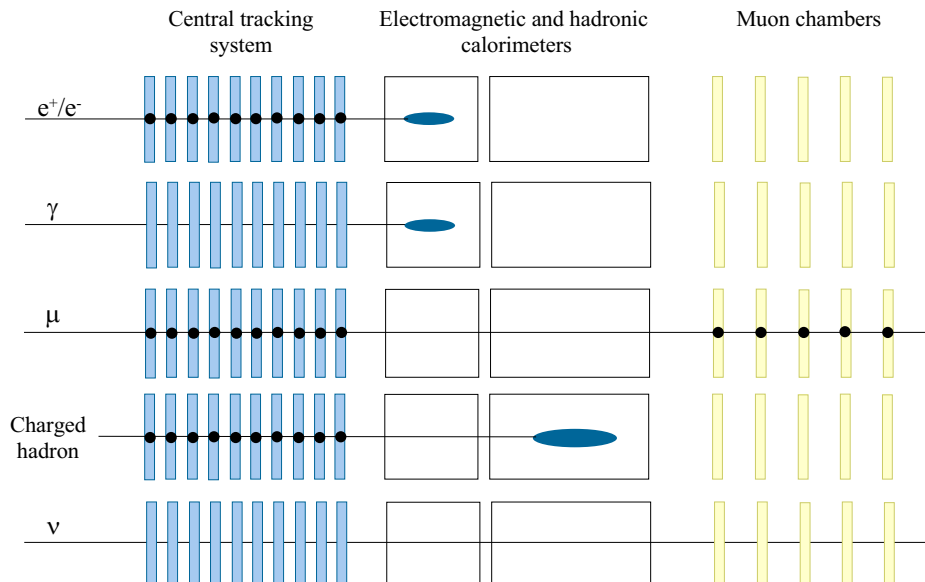 Central tracking
system
Electromagnetic and hadronic
calorimeters
Muon chambers
e⁺/e⁻
γ
μ
Charged
hadron
ν